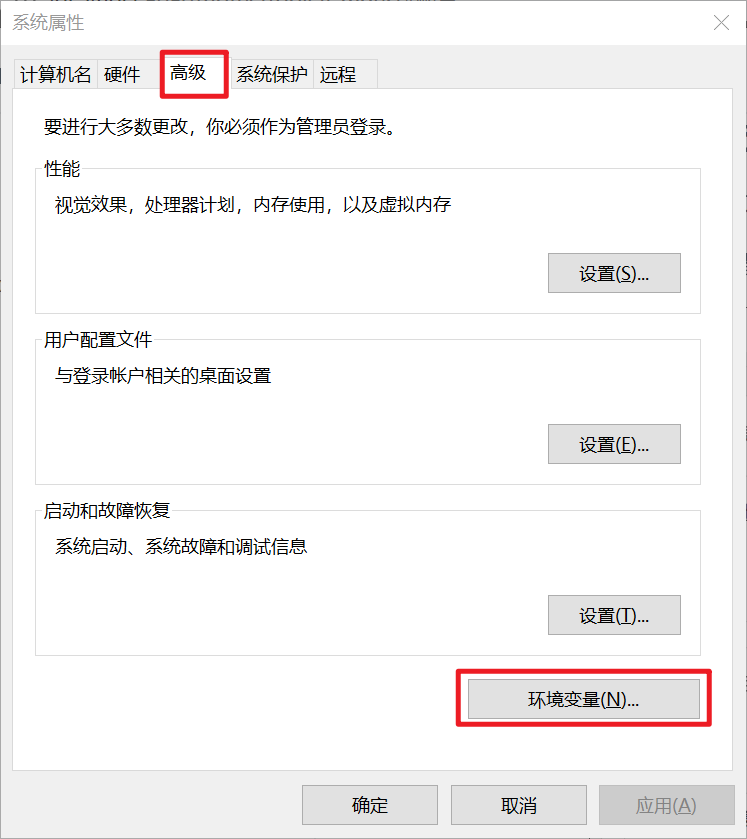 系统属性
计算机名 硬件 高级 系统保护 远程
要进行大多数更改，你必须作为管理员登录。
性能
视觉效果，处理器计划，内存使用，以及虚拟内存
设置(S)...
用户配置文件
与登录帐户相关的桌面设置
设置(E)...
启动和故障恢复
系统启动、系统故障和调试信息
设置(T)...
环境变量(N)...
确定 取消 应用(A)